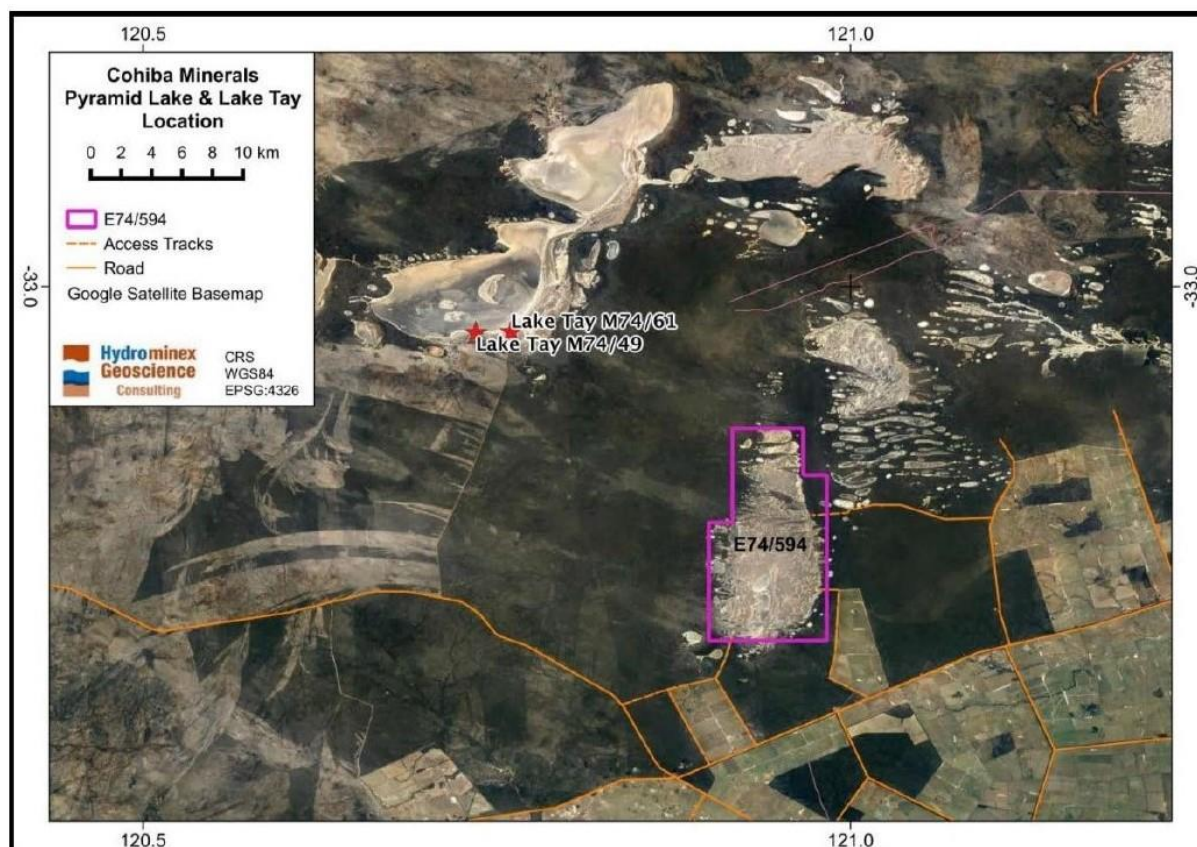 120.5
121.0
Cohiba Minerals
Pyramid Lake & Lake Tay
Location
0 2 4 6 8 10 km
E74/594
Access Tracks
Road
Google Satellite Basemap
Hydrominex
Geoscience
Consulting
CRS
WGS84
EPSG:4326
-33.0
-33.0
Lake Tay M74/61
Lake Tay M74/49
E74/594
120.5
121.0